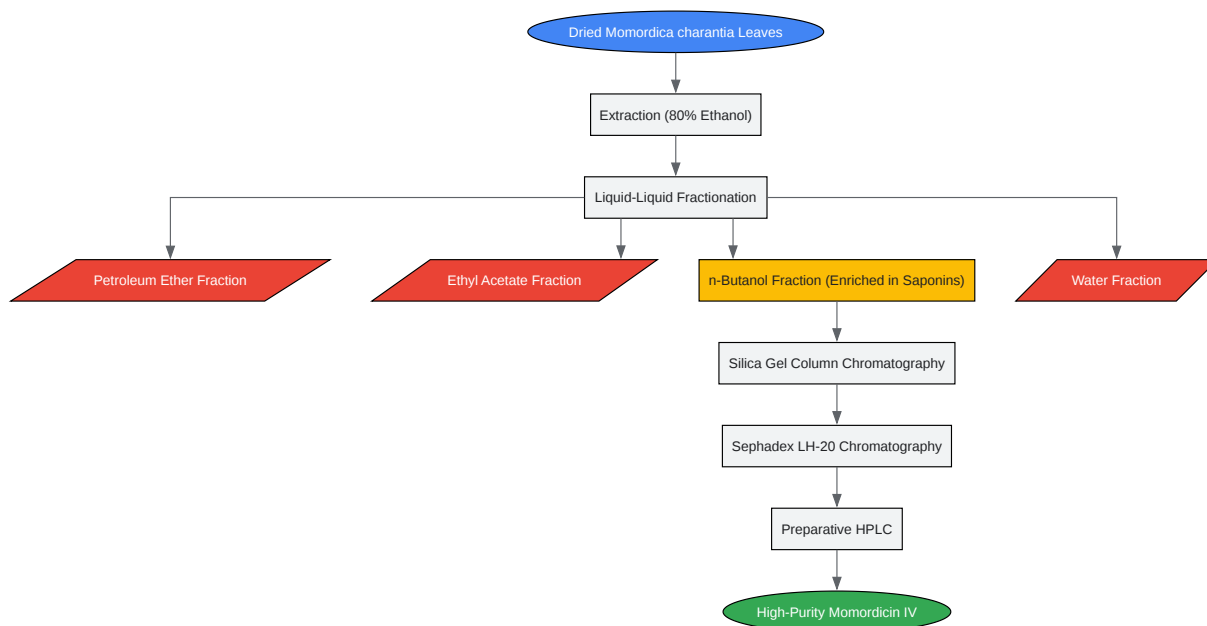 Dried Momordica charantia Leaves
Extraction (80% Ethanol)
Liquid-Liquid Fractionation
Petroleum Ether Fraction
Ethyl Acetate Fraction
n-Butanol Fraction (Enriched in Saponins)
Water Fraction
Silica Gel Column Chromatography
Sephadex LH-20 Chromatography
Preparative HPLC
High-Purity Momordicin IV